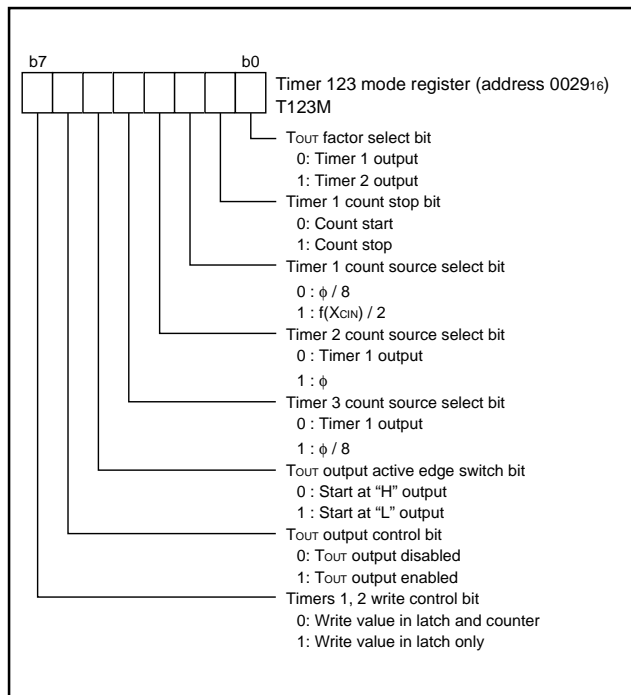 b7 b0
Timer 123 mode register (address 002916)
T123M
TOUT factor select bit
0: Timer 1 output
1: Timer 2 output
Timer 1 count stop bit
0: Count start
1: Count stop
Timer 1 count source select bit
0 : ϕ / 8
1 : f(XCIN) / 2
Timer 2 count source select bit
0 : Timer 1 output
1 : ϕ
Timer 3 count source select bit
0 : Timer 1 output
1 : ϕ / 8
TOUT output active edge switch bit
0 : Start at “H” output
1 : Start at “L” output
TOUT output control bit
0: TOUT output disabled
1: TOUT output enabled
Timers 1, 2 write control bit
0: Write value in latch and counter
1: Write value in latch only